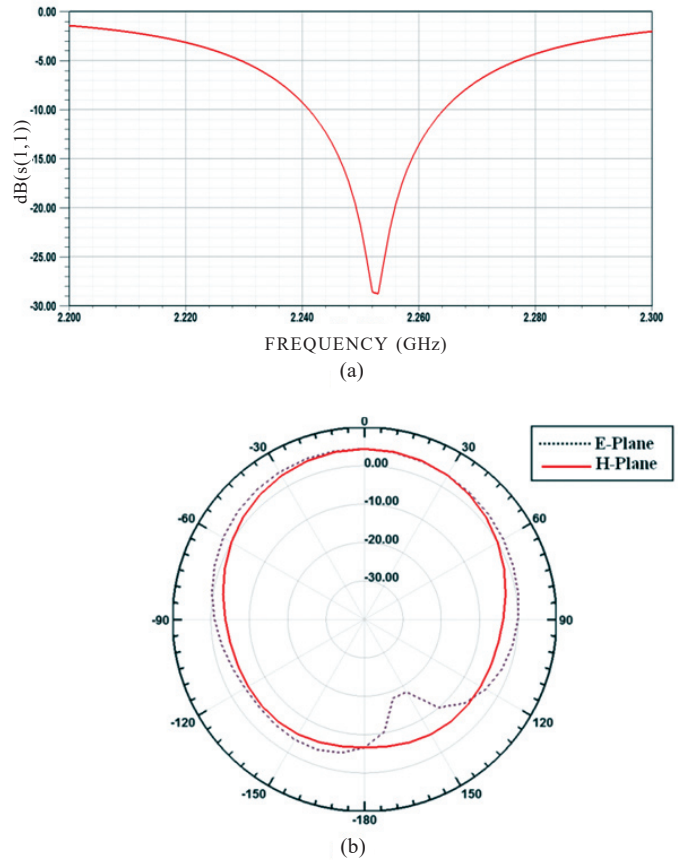 0.00
-5.00
-10.00
-15.00
-20.00
-25.00
-30.00
dB(s(1,1))
2.200 2.220 2.240 2.260 2.280 2.300
FREQUENCY (GHz)
(a)
0
-30 30
-60 60
-90 90
-120 120
-150 150
-180
0.00
-10.00
-20.00
-30.00
E-Plane
H-Plane
(b)